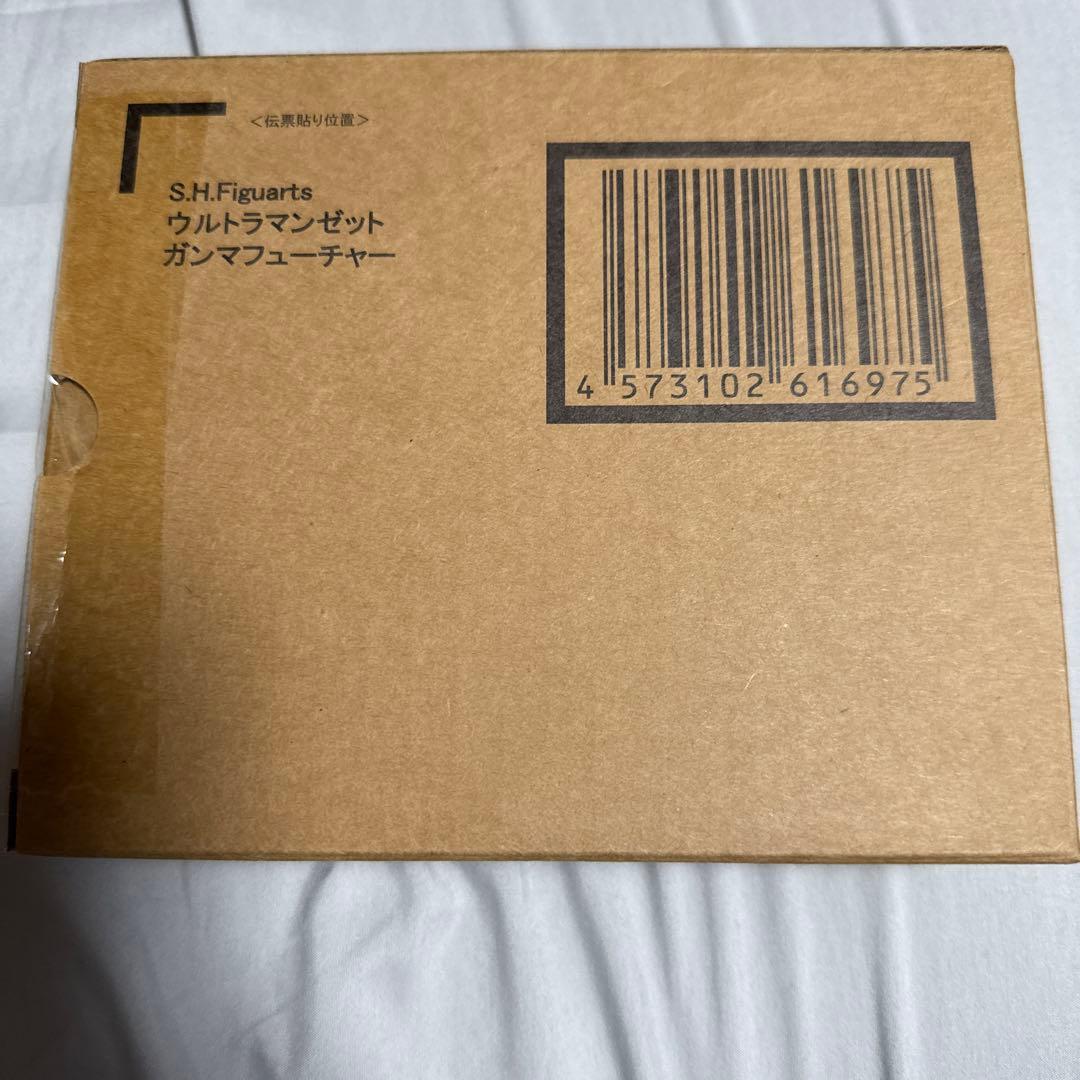 ＜伝票貼り位置＞
S.H.Figuarts
ウルトラマンゼット
ガンマフューチャー
4 573102 616975